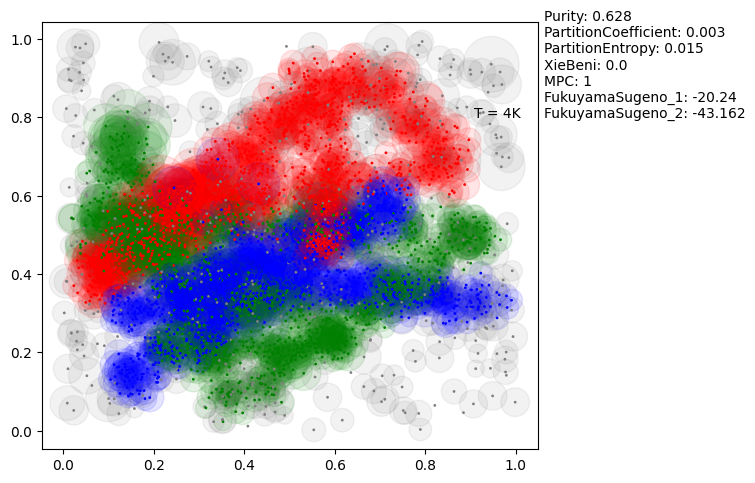 Purity: 0.628
PartitionCoefficient: 0.003
PartitionEntropy: 0.015
XieBeni: 0.0
MPC: 1
FukuyamaSugeno_1: -20.24
FukuyamaSugeno_2: -43.162
T = 4K
1.0
0.8
0.6
0.4
0.2
0.0
0.0 0.2 0.4 0.6 0.8 1.0